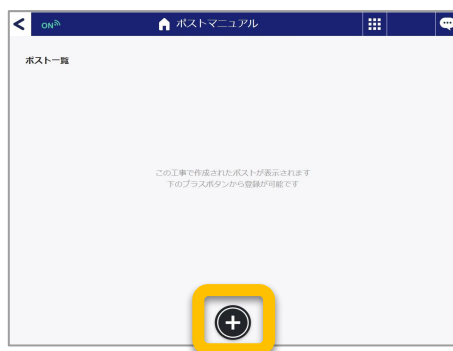 ON
ポストマニュアル
ポスト一覧
この工事で作成されたポストが表示されます
下のプラスボタンから登録が可能です